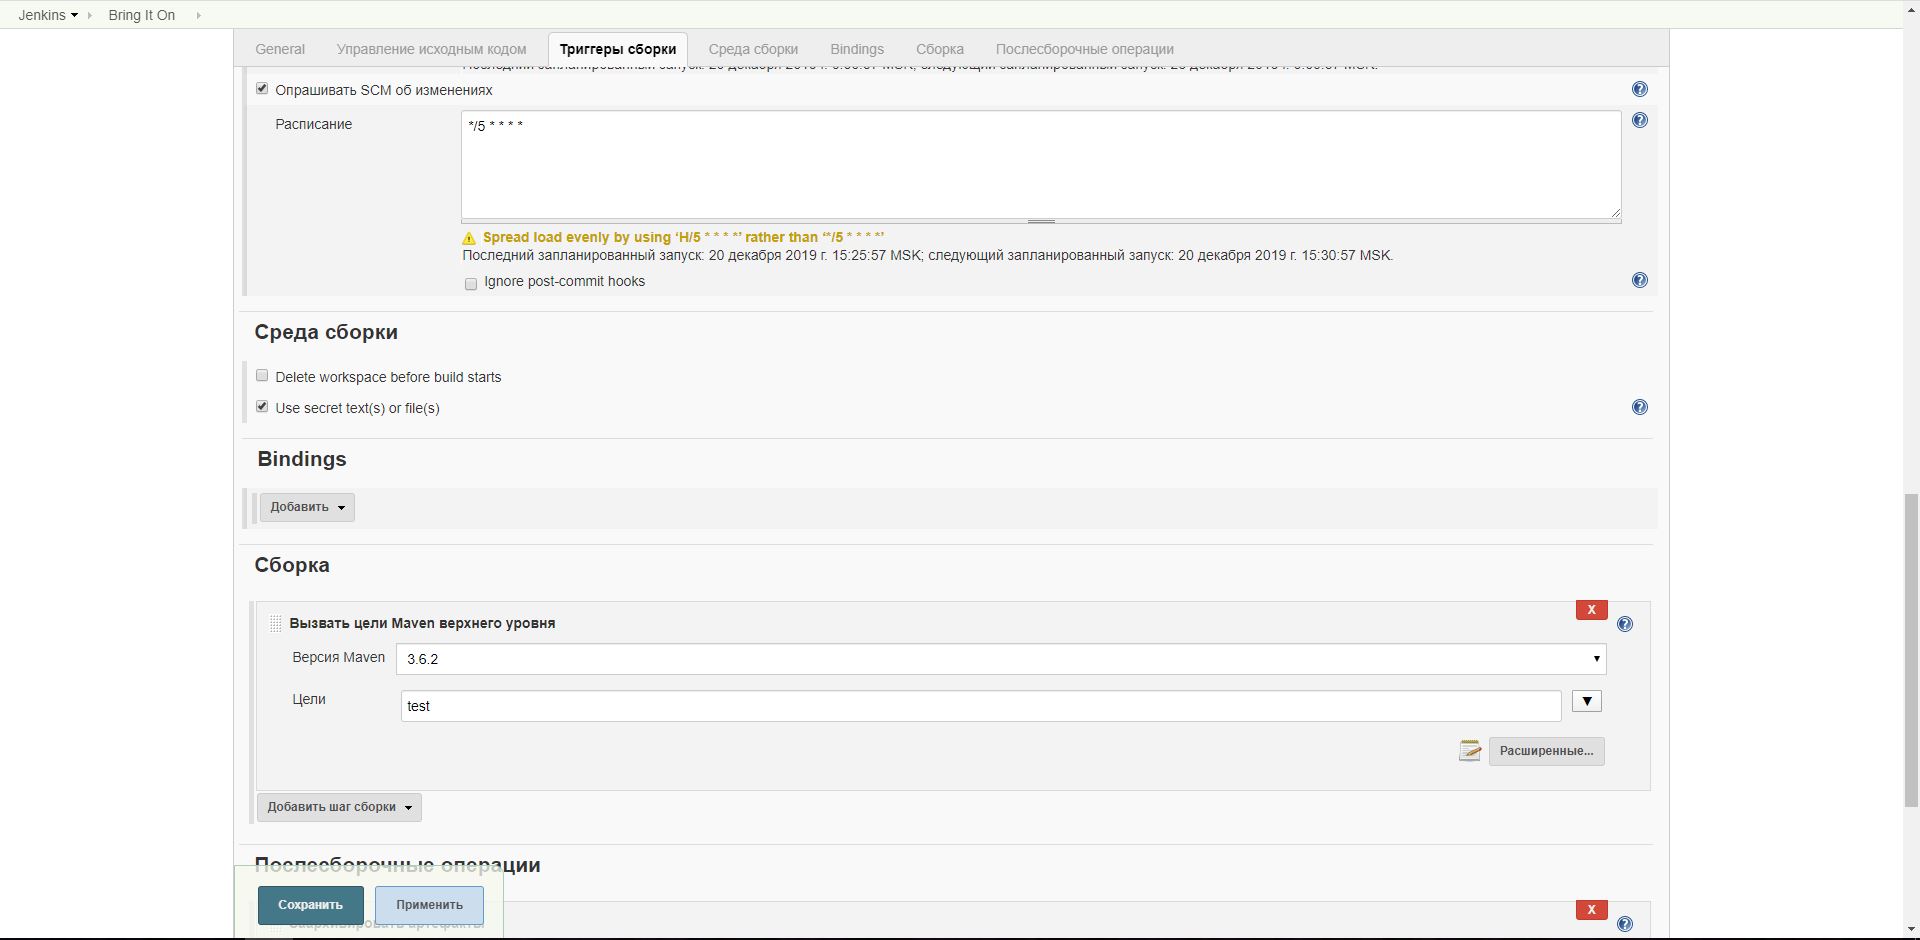 Jenkins Bring It On
General Управление исходным кодом Триггеры сборки Среда сборки Bindings Сборка Послесборочные операции
Опрашивать SCM об изменениях
Расписание
*/5 * * * *
Spread load evenly by using ‘H/5 * * * *’ rather than ‘*/5 * * * *’
Последний запланированный запуск: 20 декабря 2019 г. 15:25:57 MSK; следующий запланированный запуск: 20 декабря 2019 г. 15:30:57 MSK.
Ignore post-commit hooks
Среда сборки
Delete workspace before build starts
Use secret text(s) or file(s)
Bindings
Добавить
Сборка
X
Вызвать цели Maven верхнего уровня
Версия Maven 3.6.2
Цели test
Расширенные...
Добавить шаг сборки
Послесборочные операции
Сохранить Применить
X
Заархивировать артефакты